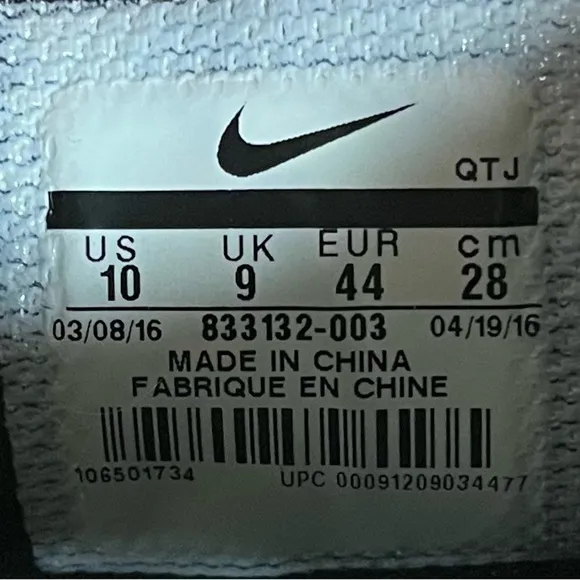 QTJ
US UK EUR cm
10 9 44 28
03/08/16 833132-003 04/19/16
MADE IN CHINA
FABRIQUE EN CHINE
106501734 UPC 00091209034477